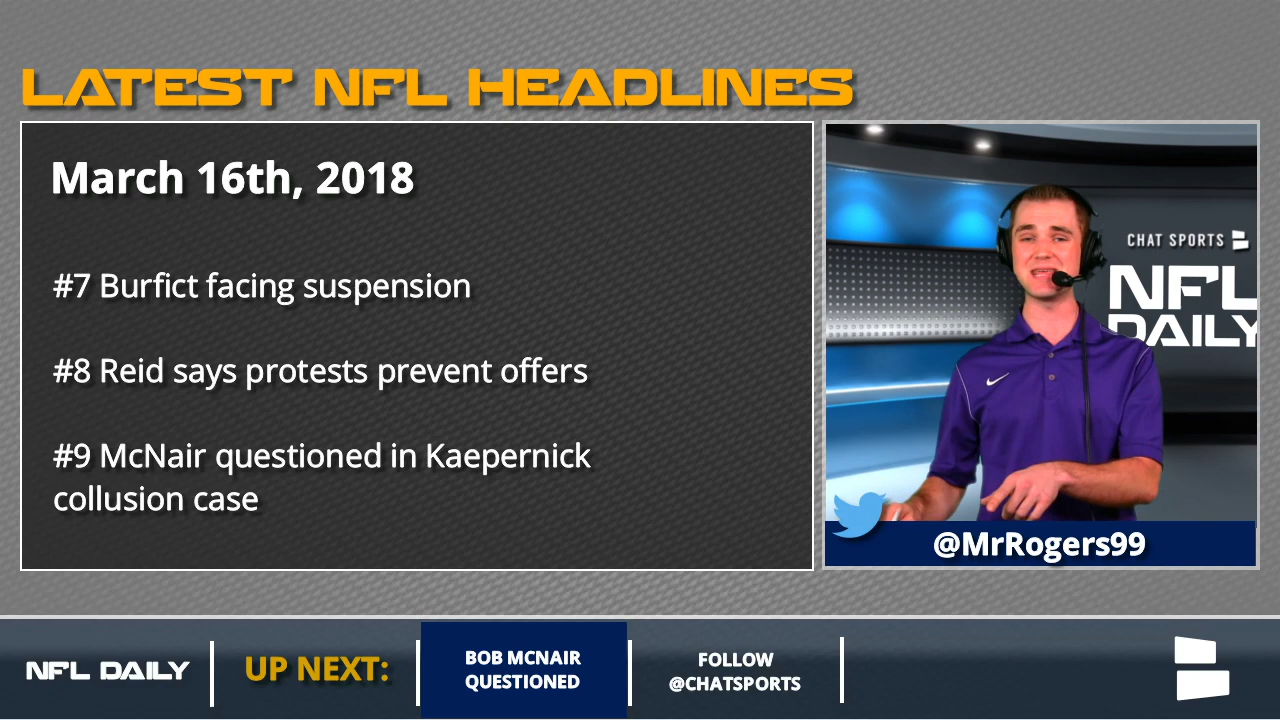 LATEST NFL HEADLINES
March 16th, 2018
#7 Burfict facing suspension
#8 Reid says protests prevent offers
#9 McNair questioned in Kaepernick
collusion case
CHAT SPORTS
NFL
DAILY
@MrRogers99
NFL DAILY
UP NEXT:
BOB MCNAIR
QUESTIONED
FOLLOW
@CHATSPORTS